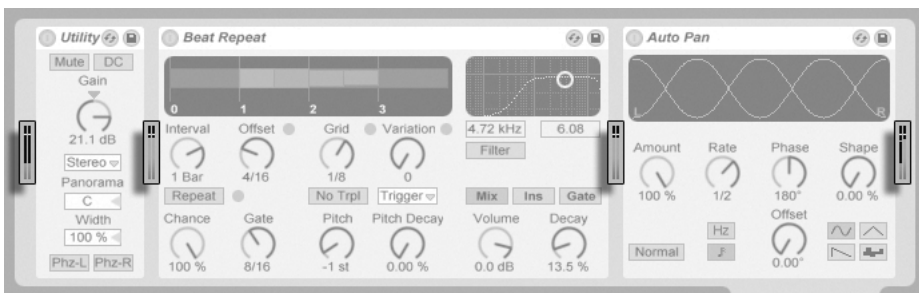 Utility
Mute DC
Gain
21.1 dB
Stereo
Panorama
C
Width
100 %
Phz-L Phz-R
Beat Repeat
0 1 2 3
Interval Offset Grid Variation
1 Bar 4/16 1/8 0
Repeat No Trpl Trigger
Chance Gate Pitch Pitch Decay
100 % 8/16 -1 st 0.00 %
4.72 kHz 6.08
Filter
Mix Ins Gate
Volume Decay
0.0 dB 13.5 %
Auto Pan
L R
Amount Rate Phase Shape
100 % 1/2 180° 0.00 %
Offset
Hz
Normal
0.00°